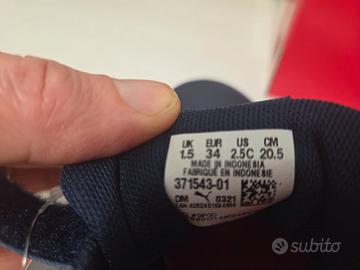 UK EUR US CM
1.5 34 2.5C 20.5
MADE IN INDONESIA
FABRIQUE EN INDONESIE
371543-01
DM 0321
subito